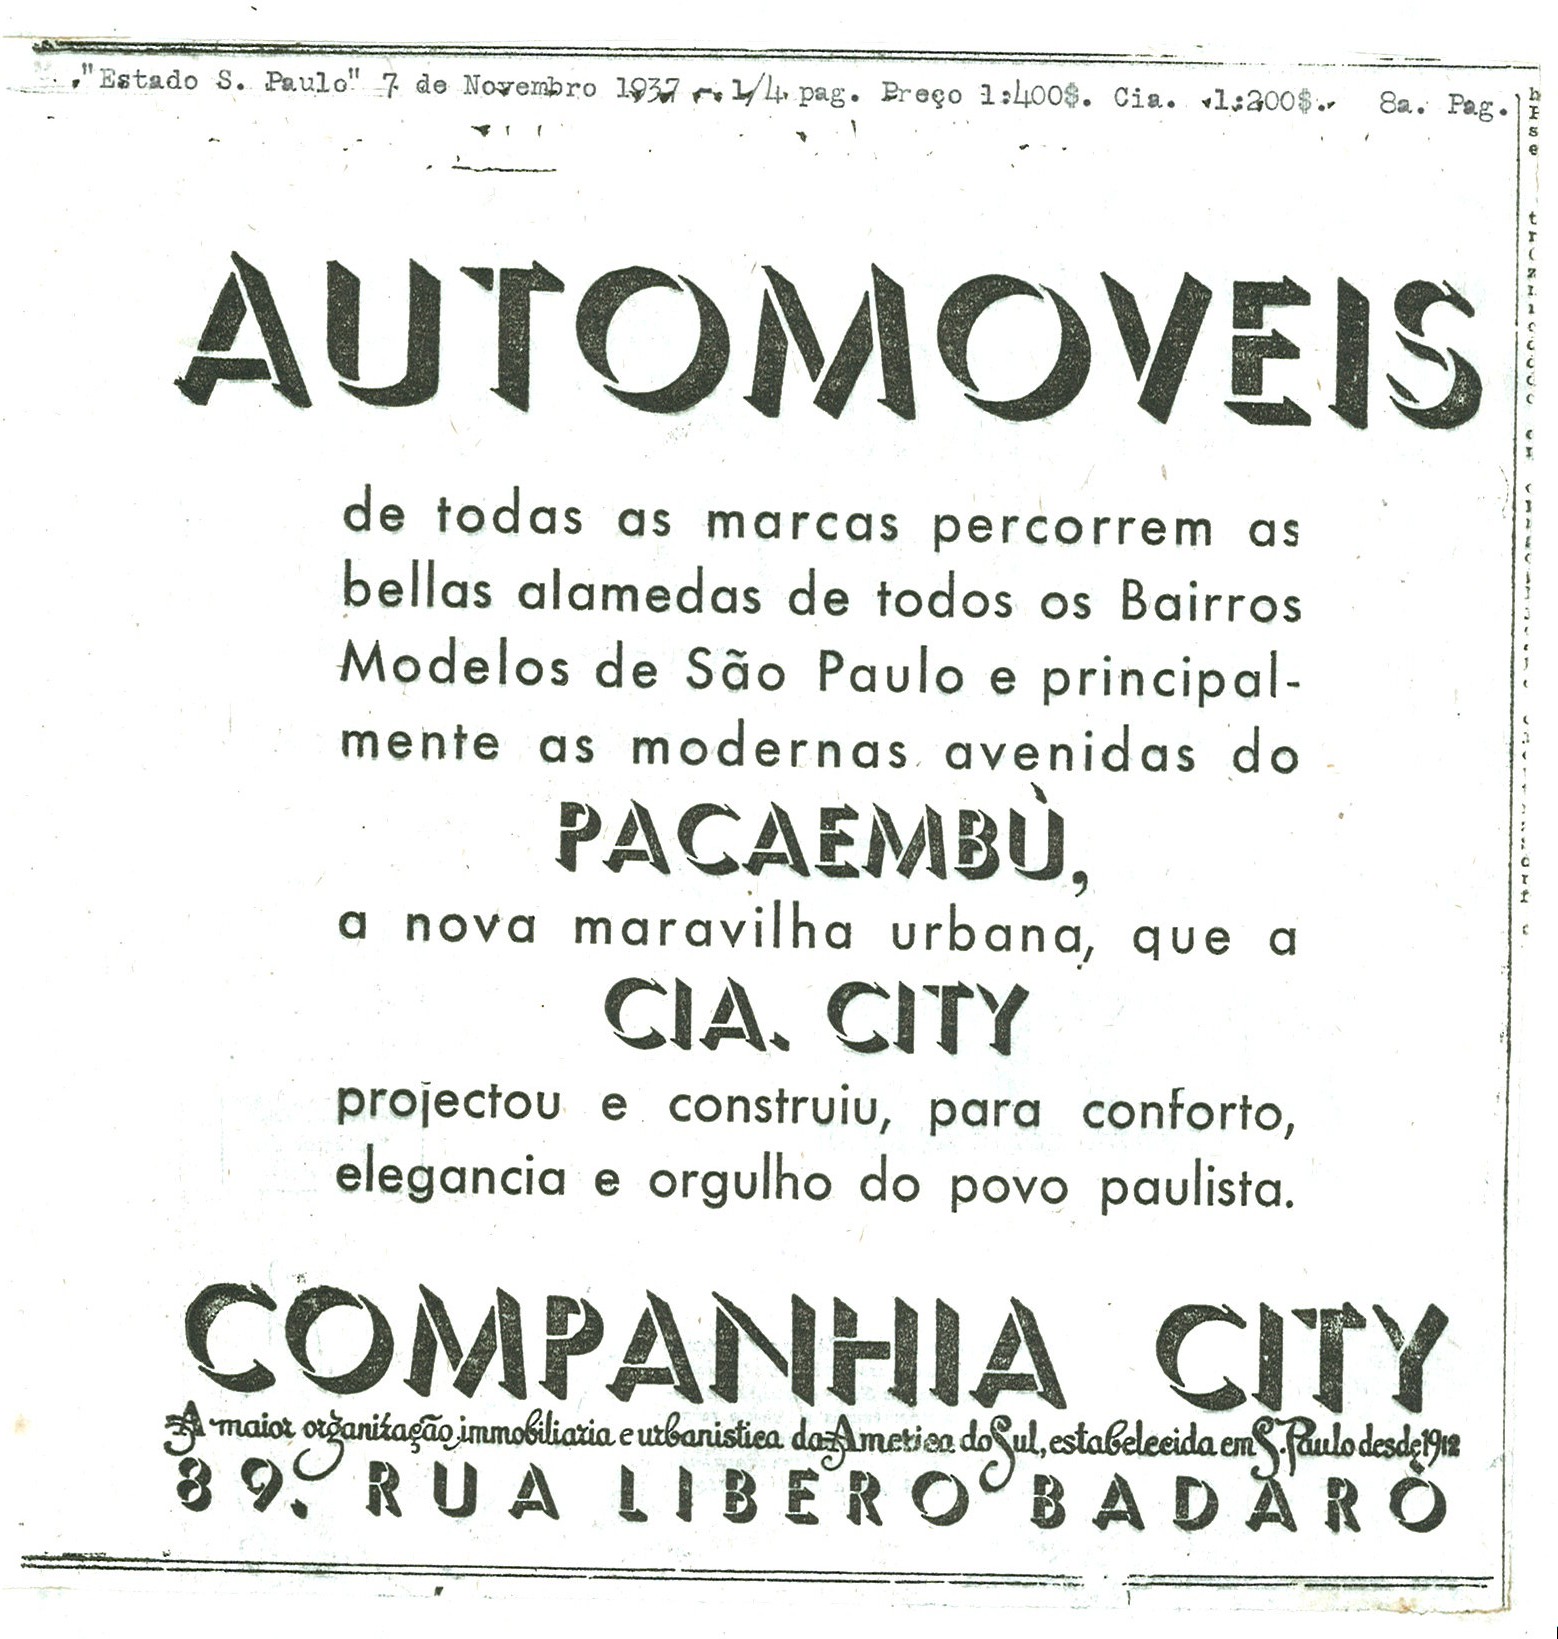 "Estado S. Paulo" 7 de Novembro 1937 - 1/4 pag. Preço 1:400$. Cia. 1:200$. 8a. Pag.
AUTOMOVEIS
de todas as marcas percorrem as
bellas alamedas de todos os Bairros
Modelos de São Paulo e principal-
mente as modernas avenidas do
PACAEMBÙ,
a nova maravilha urbana, que a
CIA. CITY
projectou e construiu, para conforto,
elegancia e orgulho do povo paulista.
COMPANHIA CITY
A maior organização immobiliaria e urbanistica da America do Sul, estabelecida em S. Paulo desde 1912
89. RUA LIBERO BADARÒ